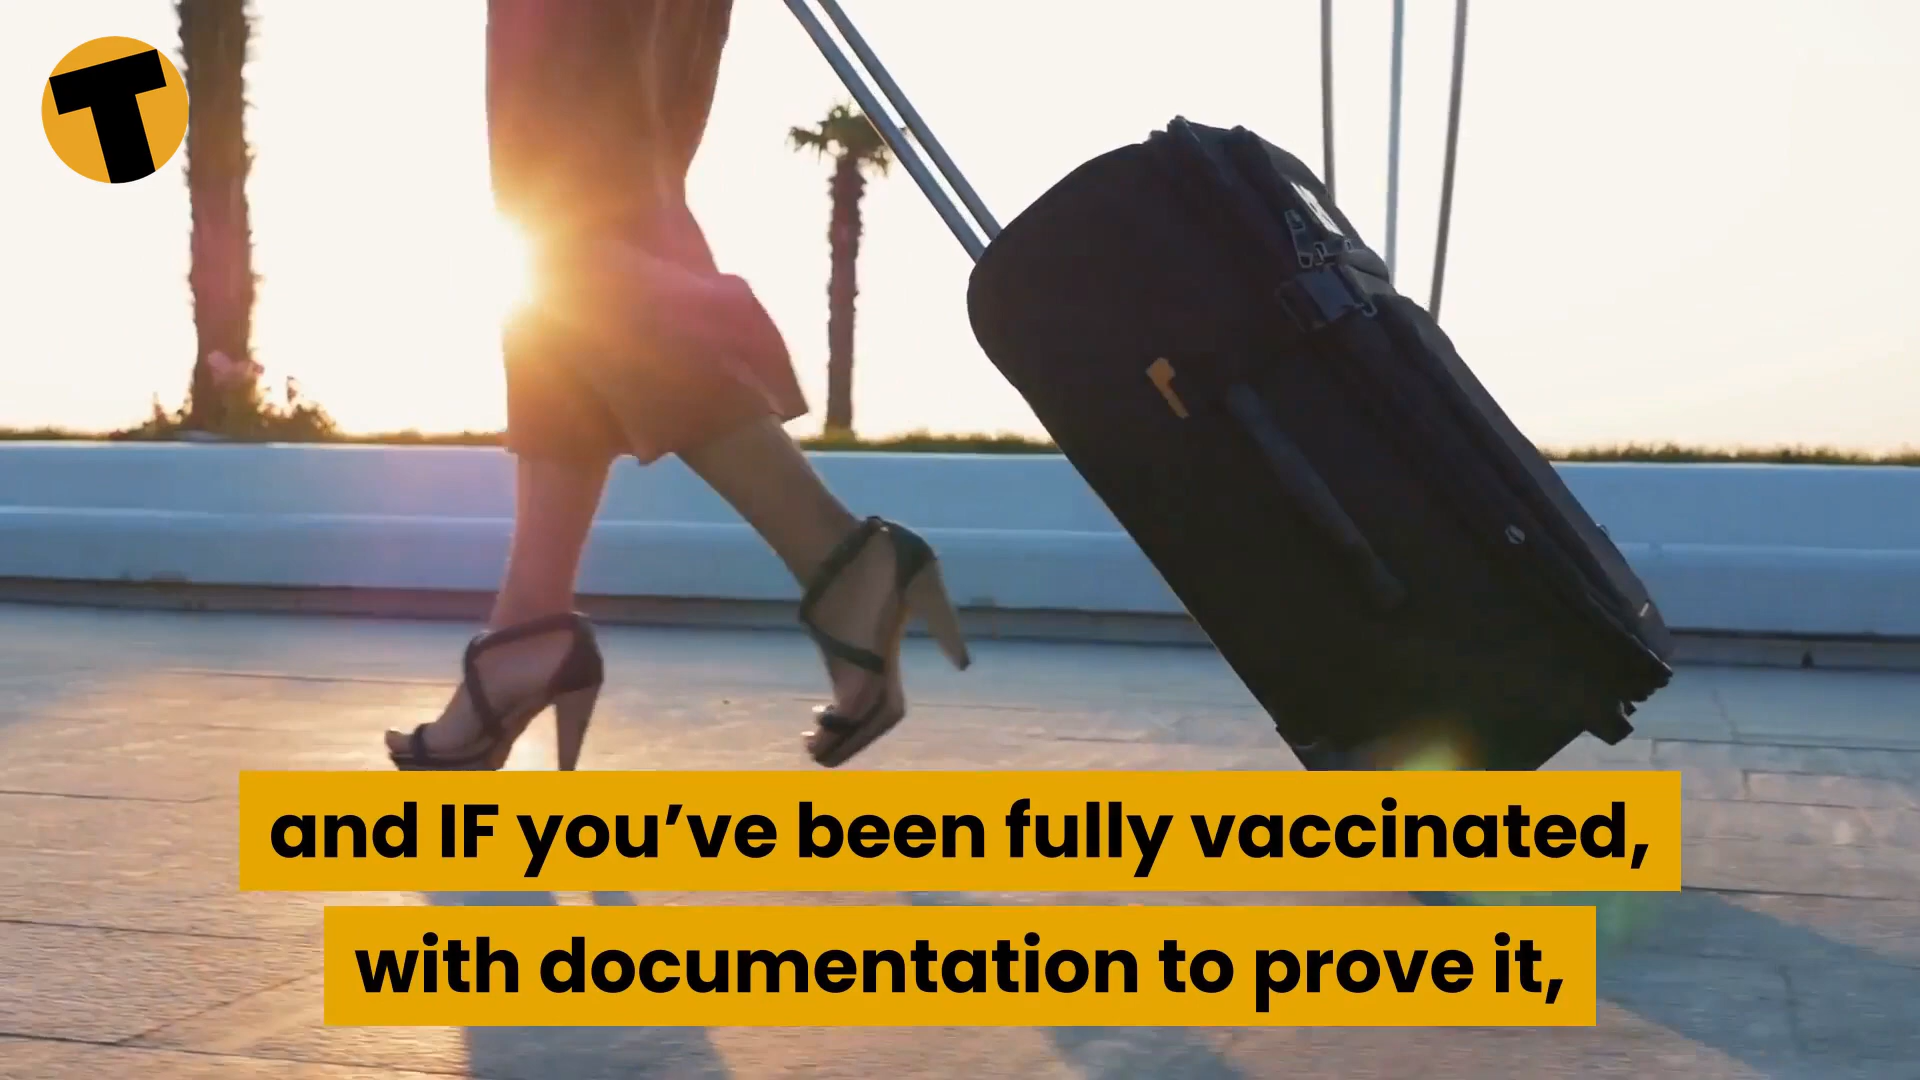 T
and IF you’ve been fully vaccinated,
with documentation to prove it,